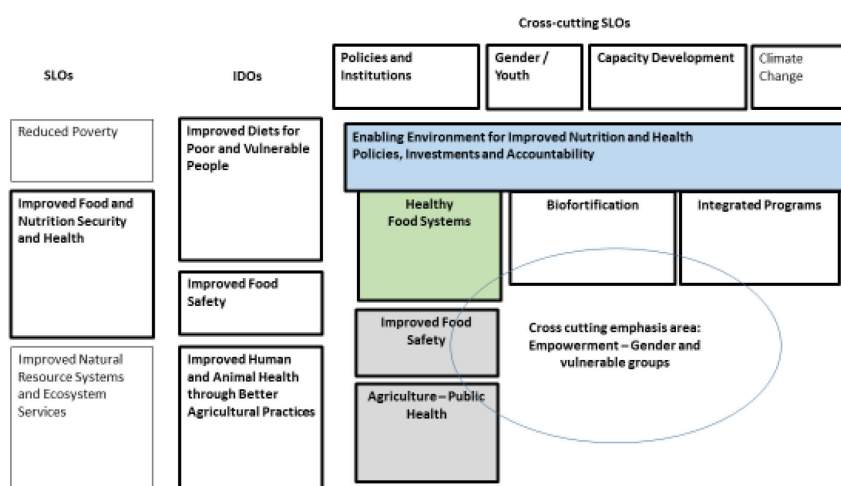 Cross-cutting SLOs
SLOs
IDOs
Policies and
Institutions
Gender /
Youth
Capacity Development
Climate
Change
Reduced Poverty
Improved Food and
Nutrition Security
and Health
Improved Natural
Resource Systems
and Ecosystem
Services
Improved Diets for
Poor and Vulnerable
People
Improved Food
Safety
Improved Human
and Animal Health
through Better
Agricultural Practices
Enabling Environment for Improved Nutrition and Health
Policies, Investments and Accountability
Healthy
Food Systems
Biofortification
Integrated Programs
Improved Food
Safety
Agriculture – Public
Health
Cross cutting emphasis area:
Empowerment – Gender and
vulnerable groups